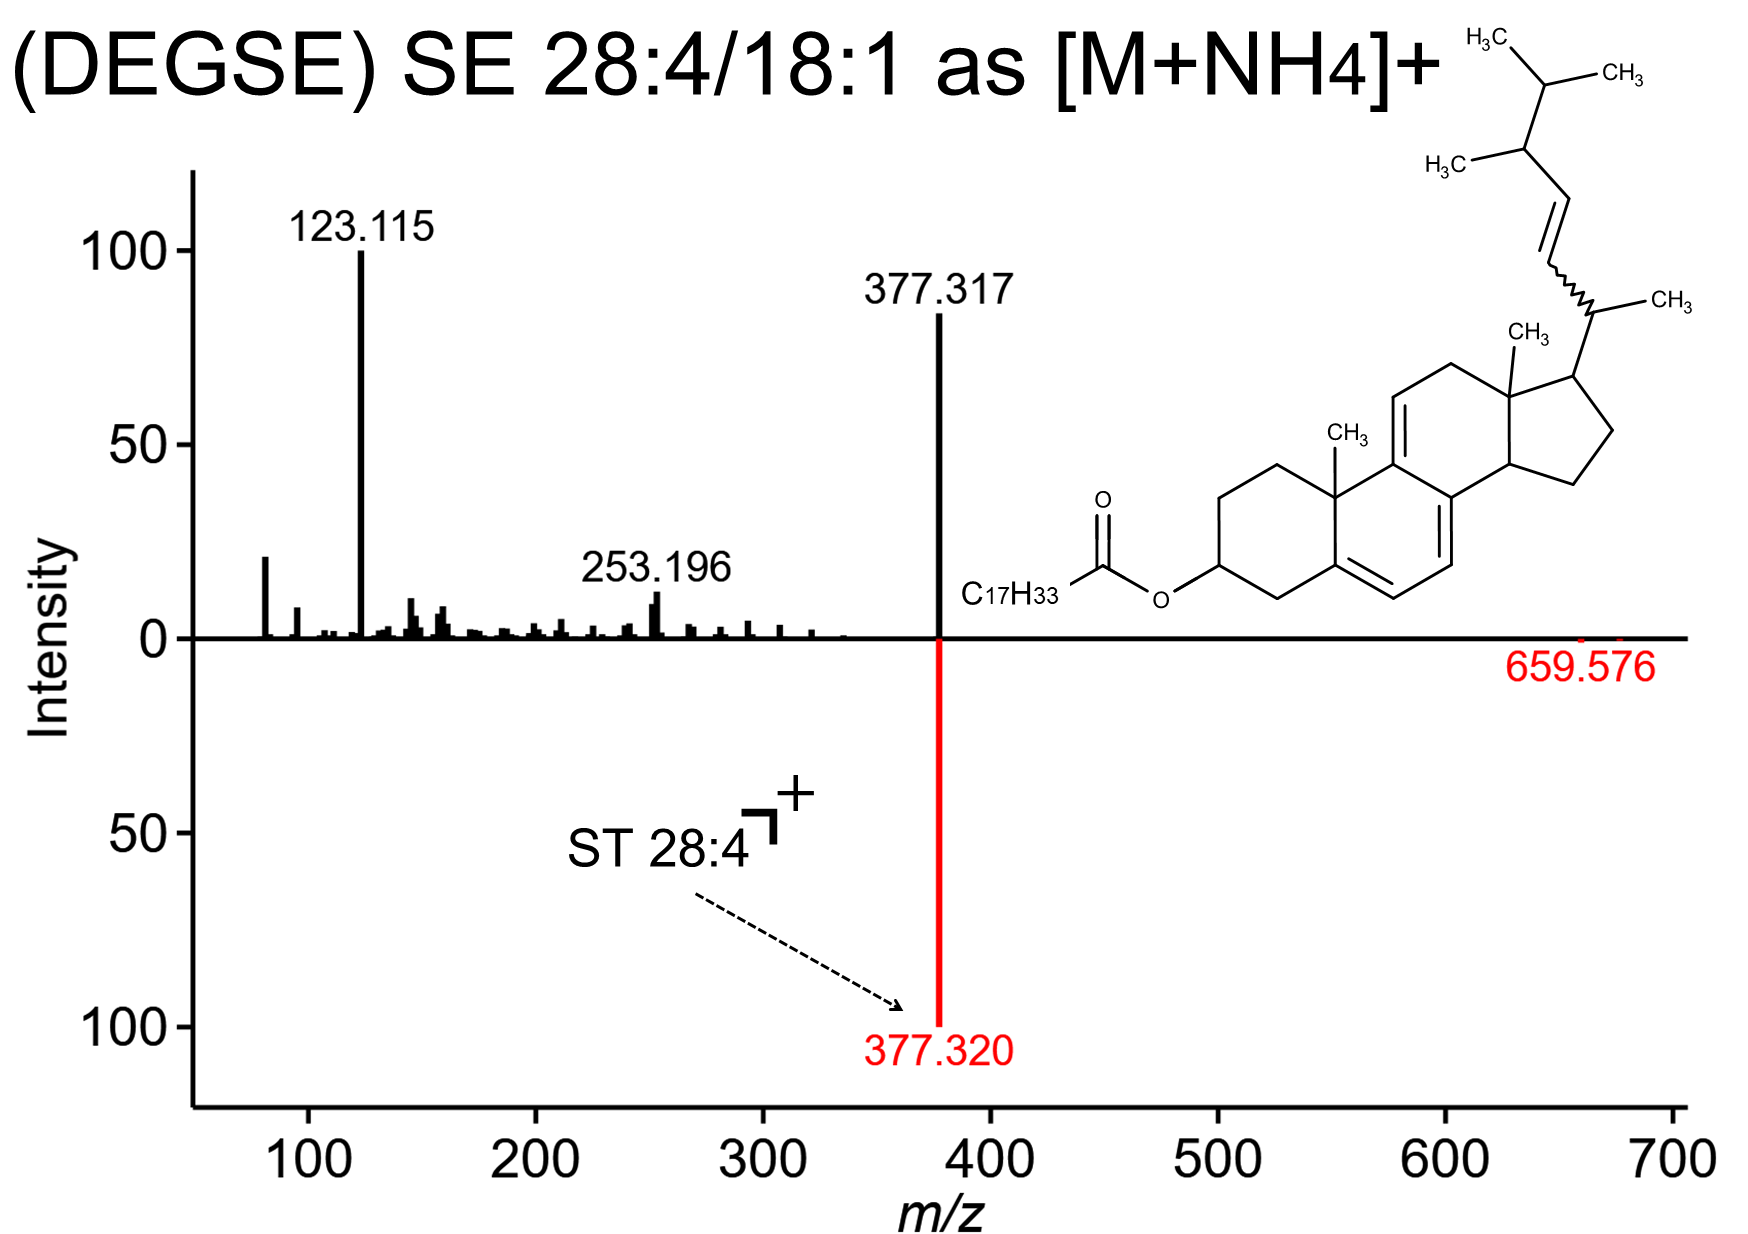 (DEGSE) SE 28:4/18:1 as [M+NH4]+
H3C
CH3
H3C
CH3
CH3
CH3
O
C17H33
O
123.115
377.317
253.196
659.576
ST 28:4 +
377.320
Intensity
100
50
0
50
100
100 200 300 400 500 600 700
m/z